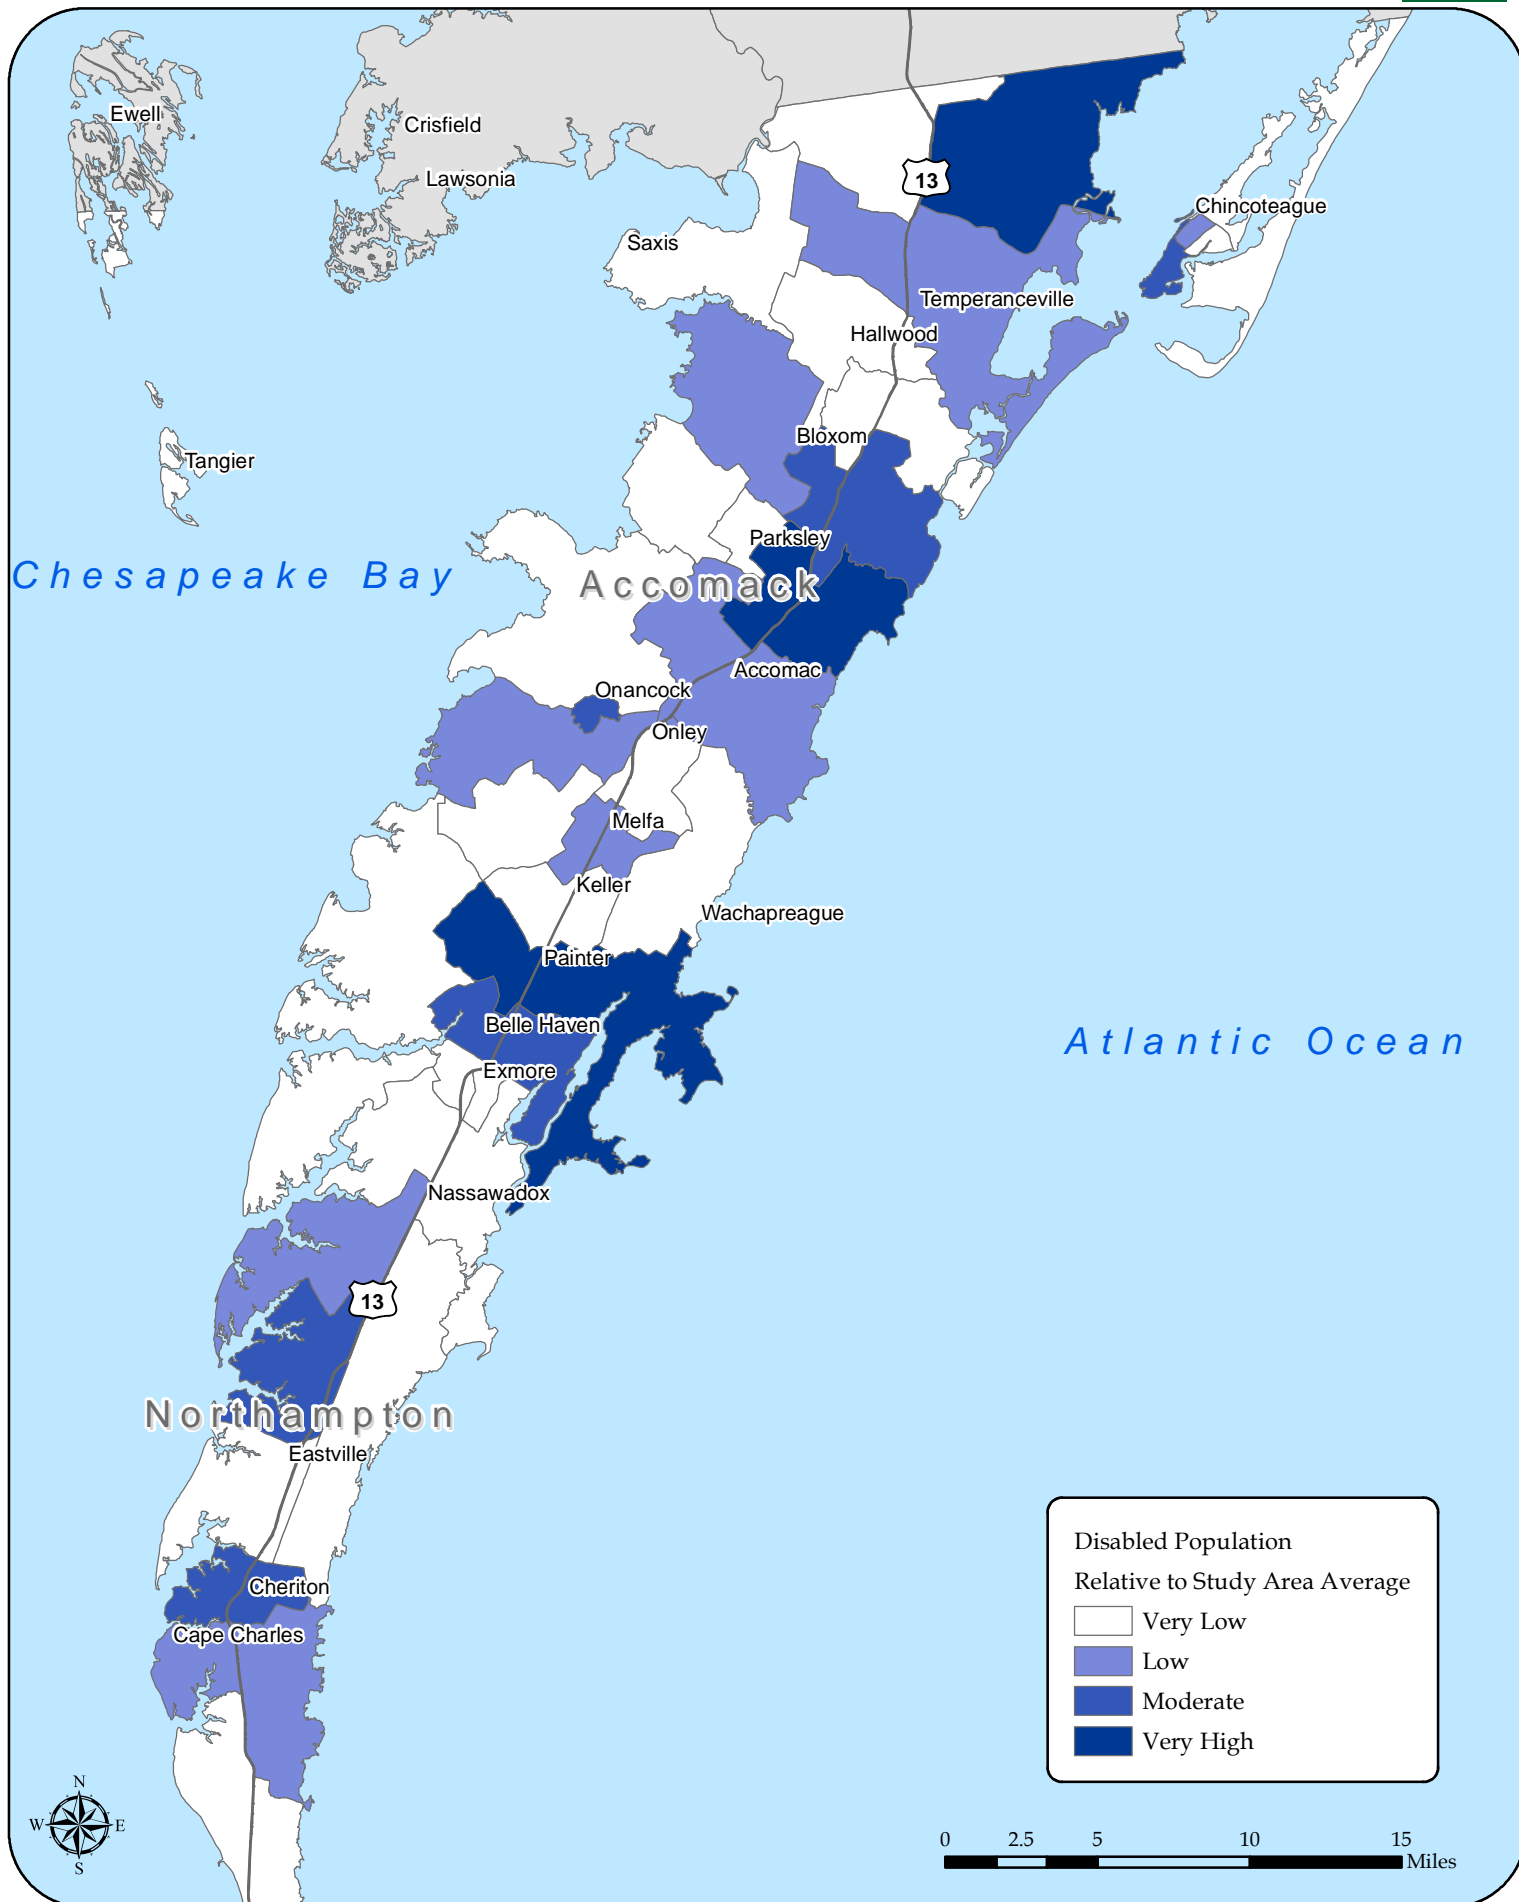 Ewell
Crisfield
Lawsonia
13
Chincoteague
Saxis
Temperanceville
Hallwood
Bloxom
Tangier
Parksley
Chesapeake Bay
Accomack
Accomac
Onancock
Onley
Melfa
Keller
Wachapreague
Painter
Belle Haven
Atlantic Ocean
Exmore
Nassawadox
13
Northampton
Eastville
Cheriton
Cape Charles
Disabled Population
Relative to Study Area Average
Very Low
Low
Moderate
Very High
N
W E
S
0 2.5 5 10 15
Miles